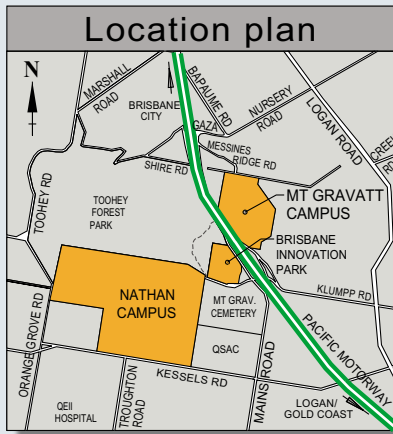 Location plan
N
MARSHALL
ROAD
BRISBANE
CITY
BAPAUME RD
GAZA
NURSERY
ROAD
LOGAN ROAD
MESSINES
RIDGE RD
SHIRE RD
CREEK
TOOHEY RD
TOOHEY
FOREST
PARK
MT GRAVATT
CAMPUS
BRISBANE
INNOVATION
PARK
KLUMPP RD
NATHAN
CAMPUS
MT GRAV.
CEMETERY
QSAC
ORANGE GROVE RD
KESSELS RD
MAINS ROAD
PACIFIC MOTORWAY
QEII
HOSPITAL
TROUGHTON
ROAD
LOGAN/
GOLD COAST